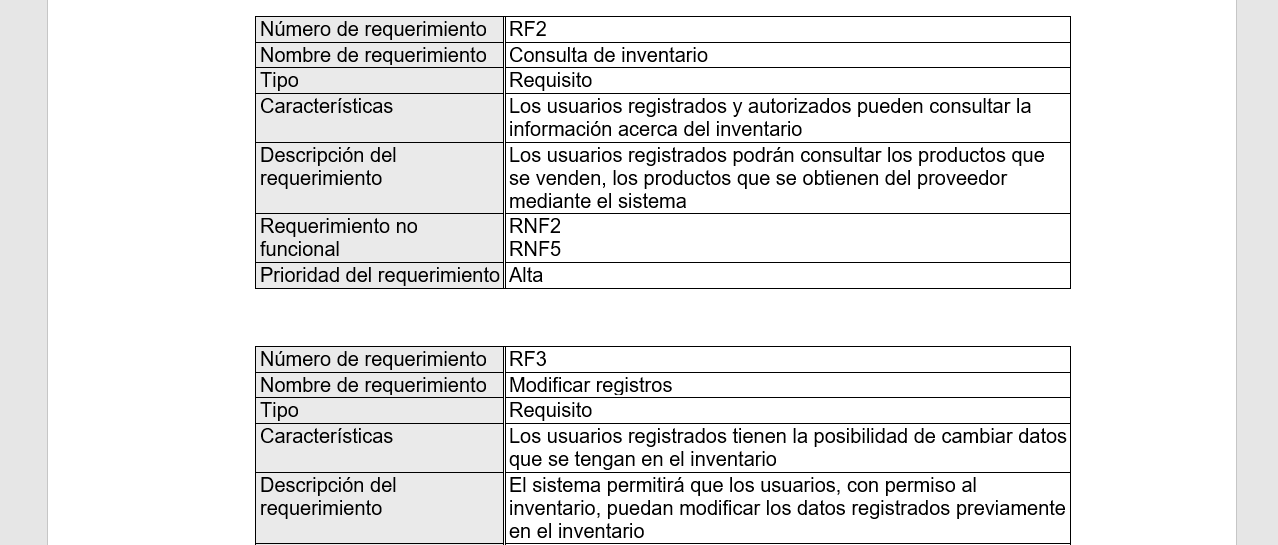 Número de requerimiento RF2
Nombre de requerimiento Consulta de inventario
Tipo Requisito
Características Los usuarios registrados y autorizados pueden consultar la
información acerca del inventario
Descripción del Los usuarios registrados podrán consultar los productos que
requerimiento se venden, los productos que se obtienen del proveedor
mediante el sistema
Requerimiento no RNF2
funcional RNF5
Prioridad del requerimiento Alta
Número de requerimiento RF3
Nombre de requerimiento Modificar registros
Tipo Requisito
Características Los usuarios registrados tienen la posibilidad de cambiar datos
que se tengan en el inventario
Descripción del El sistema permitirá que los usuarios, con permiso al
requerimiento inventario, puedan modificar los datos registrados previamente
en el inventario